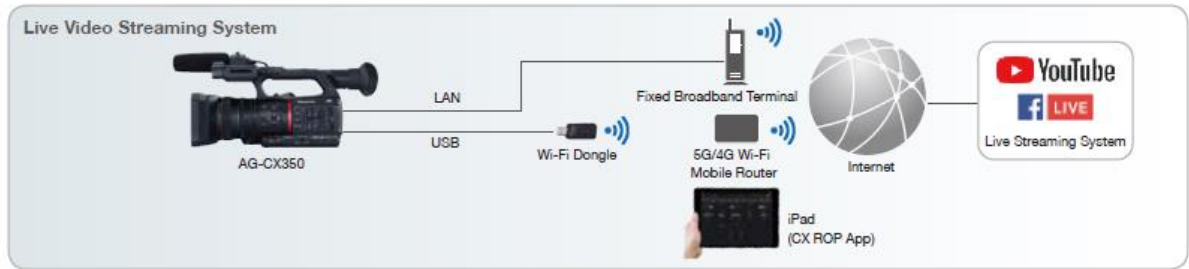 Live Video Streaming System
LAN
USB
AG-CX350
Wi-Fi Dongle
Fixed Broadband Terminal
5G/4G Wi-Fi
Mobile Router
iPad
(CX ROP App)
Internet
YouTube
f LIVE
Live Streaming System